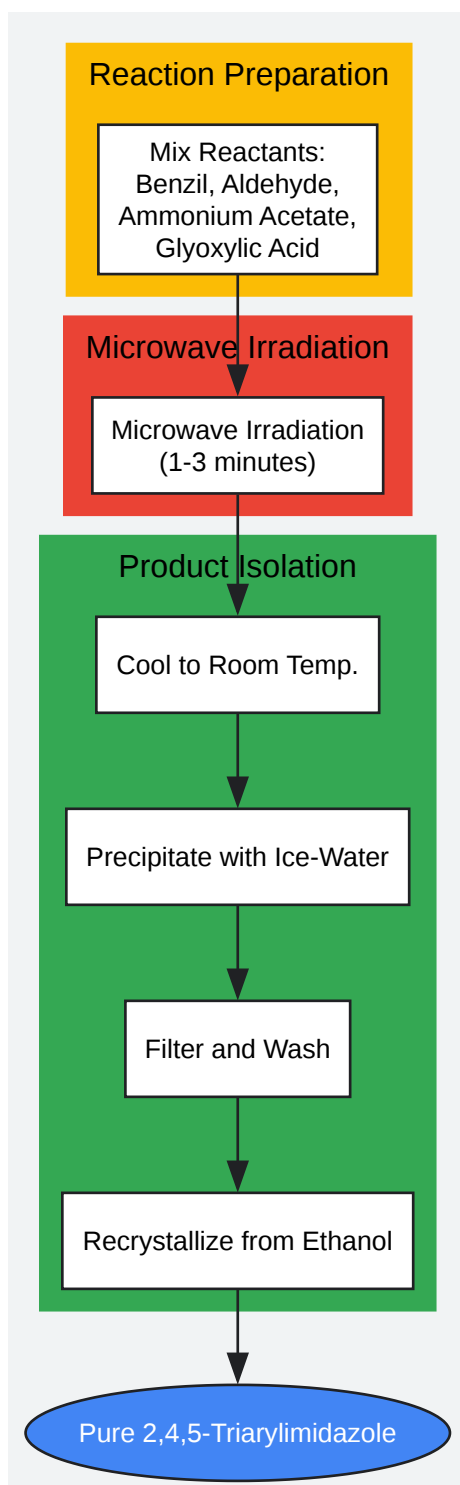 Reaction Preparation
Mix Reactants:
Benzil, Aldehyde,
Ammonium Acetate,
Glyoxylic Acid
Microwave Irradiation
Microwave Irradiation
(1-3 minutes)
Product Isolation
Cool to Room Temp.
Precipitate with Ice-Water
Filter and Wash
Recrystallize from Ethanol
Pure 2,4,5-Triarylimidazole